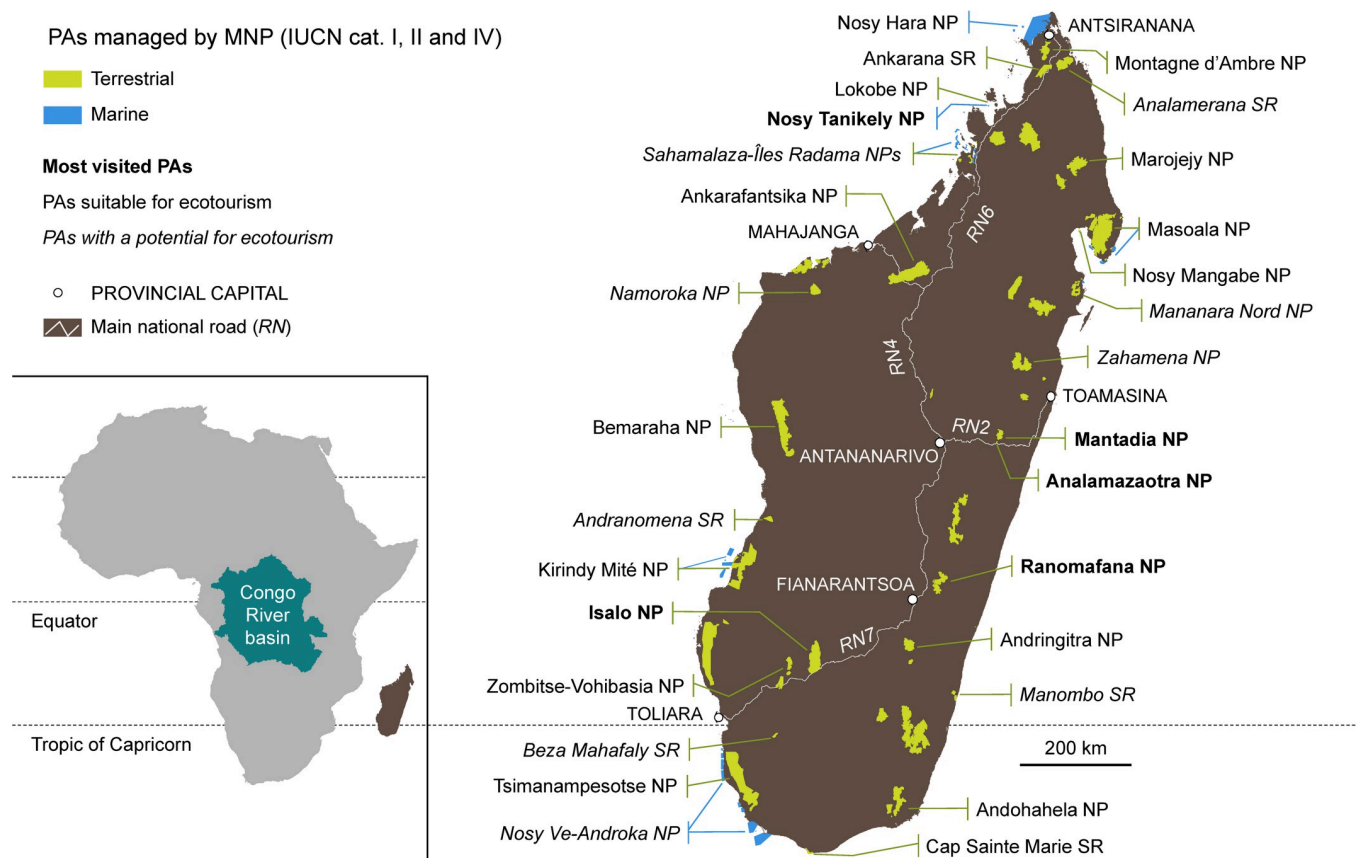 PAs managed by MNP (IUCN cat. I, II and IV)
Terrestrial
Marine
Most visited PAs
PAs suitable for ecotourism
PAs with a potential for ecotourism
PROVINCIAL CAPITAL
Main national road (RN)
Congo
River
basin
Equator
Tropic of Capricorn
Nosy Hara NP
ANTSIRANANA
Ankarana SR
Montagne d'Ambre NP
Lokobe NP
Analamerana SR
Nosy Tanikely NP
Sahamalaza-Îles Radama NPs
Marojejy NP
Ankarafantsika NP
RN6
MAHAJANGA
Masoala NP
Nosy Mangabe NP
Namoroka NP
Mananara Nord NP
RN4
Zahamena NP
TOAMASINA
Bemaraha NP
RN2
Mantadia NP
ANTANANARIVO
Analamazaotra NP
Andranomena SR
Kirindy Mité NP
Ranomafana NP
FIANARANTSOA
Isalo NP
RN7
Andringitra NP
Zombitse-Vohibasia NP
Manombo SR
TOLIARA
Beza Mahafaly SR
200 km
Tsimanampesotse NP
Andohahela NP
Nosy Ve-Androka NP
Cap Sainte Marie SR